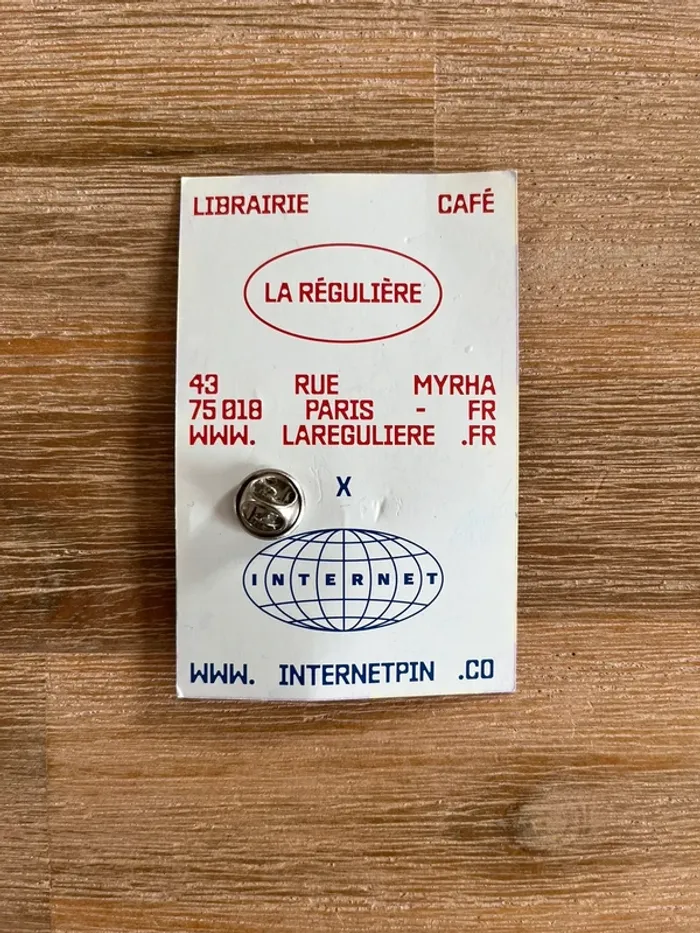 LIBRAIRIE CAFÉ
LA RÉGULIÈRE
43 RUE MYRHA
75 018 PARIS - FR
WWW. LAREGULIERE .FR
X
INTERNET
WWW. INTERNETPIN .CO